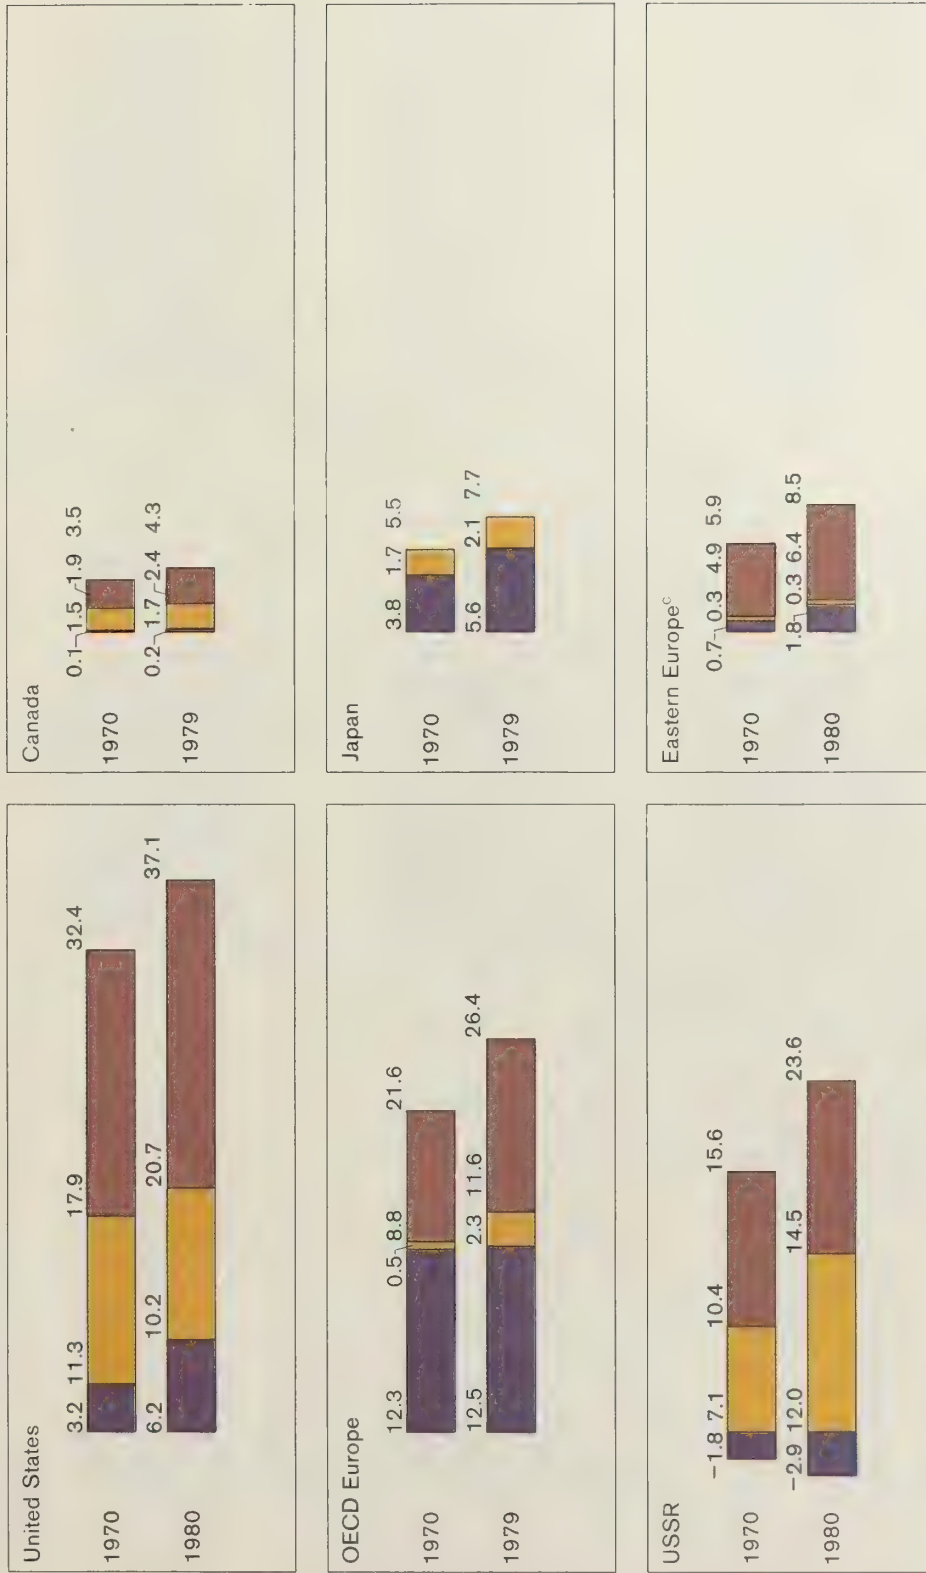 United States
32.4
3.2 11.3 17.9
1970
37.1
6.2 10.2 20.7
1980
Canada
0.1 1.5 1.9 3.5
1970
0.2 1.7 2.4 4.3
1979
OECD Europe
12.3 0.5 8.8 21.6
1970
12.5 2.3 11.6 26.4
1979
Japan
3.8 1.7 5.5
1970
5.6 2.1 7.7
1979
USSR
−1.8 7.1 10.4 15.6
1970
−2.9 12.0 14.5 23.6
1980
Eastern Europeᶜ
0.7 0.3 4.9 5.9
1970
1.8 0.3 6.4 8.5
1980